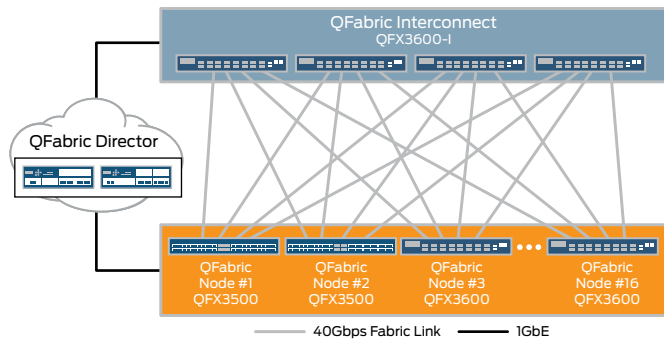 QFabric Interconnect
QFX3600-I
QFabric Director
QFabric
Node #1
QFX3500
QFabric
Node #2
QFX3500
QFabric
Node #3
QFX3600
QFabric
Node #16
QFX3600
40Gbps Fabric Link
1GbE